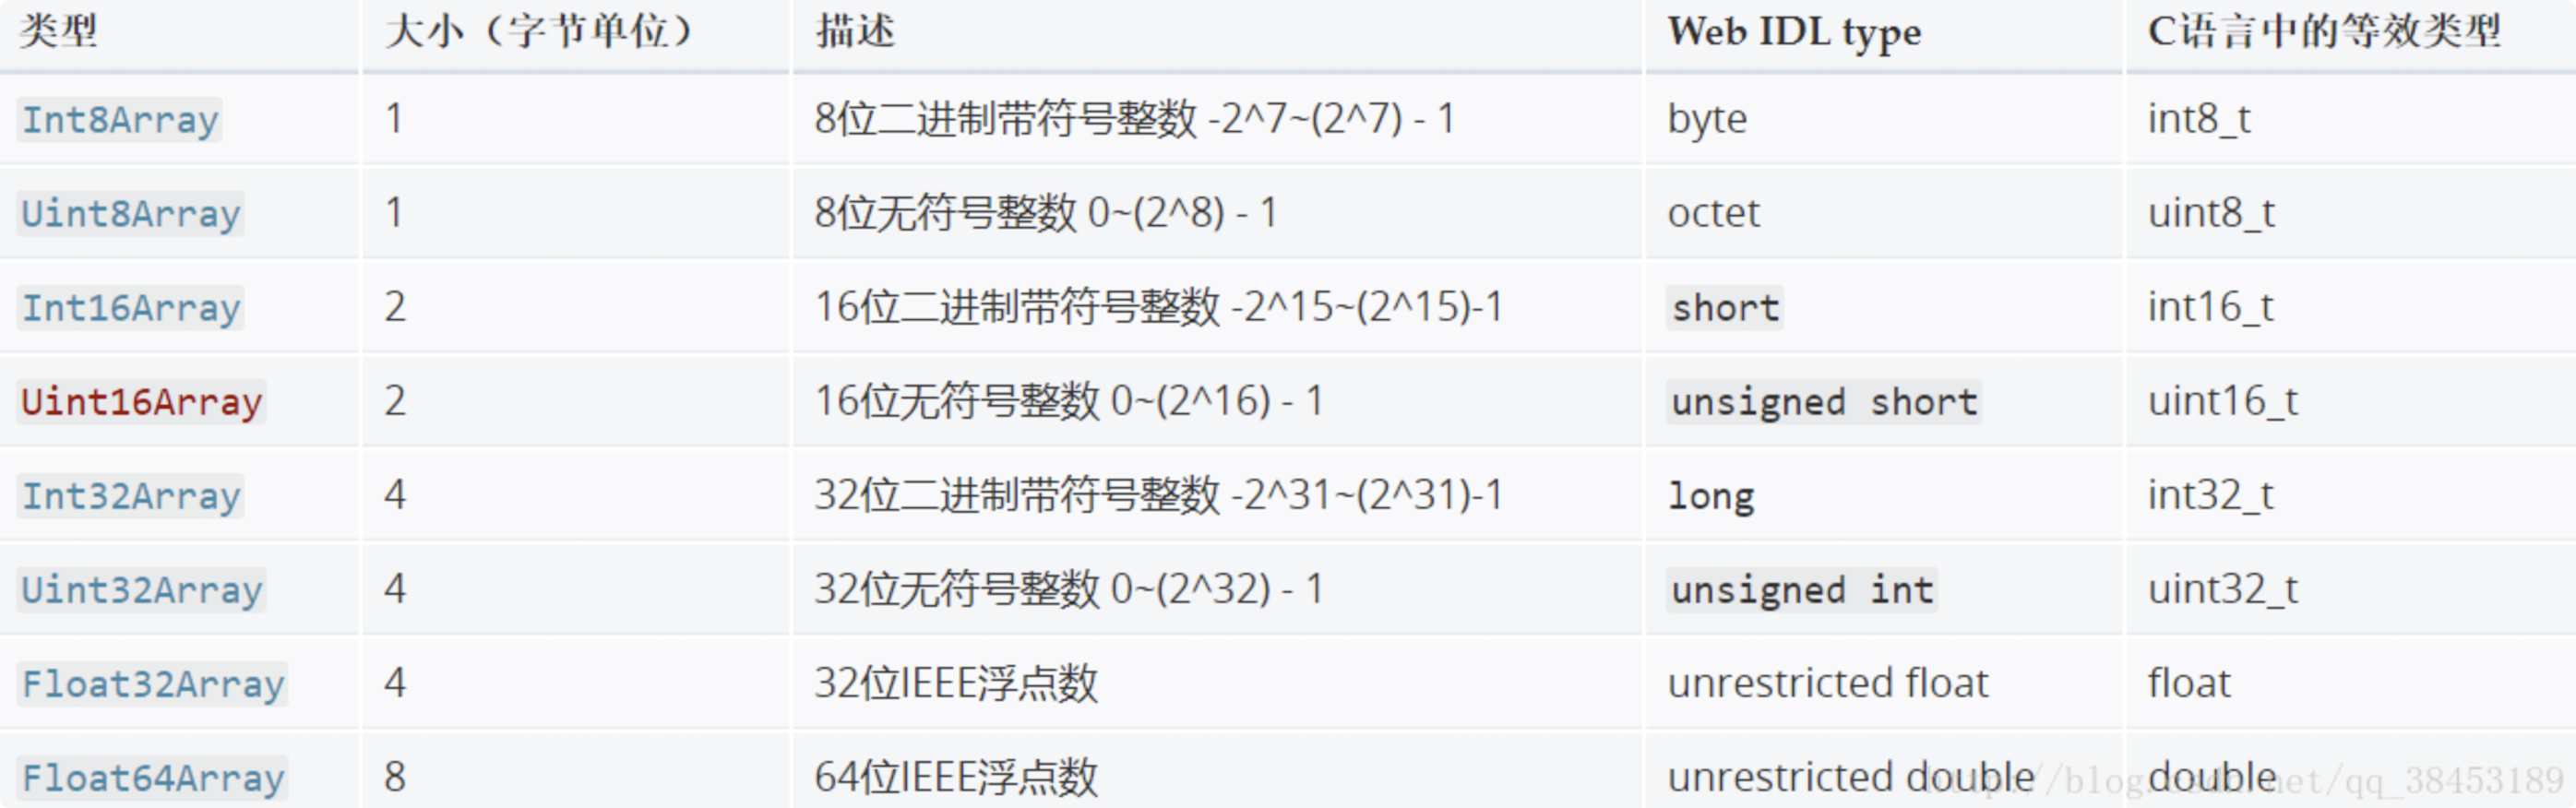 类型 大小（字节单位） 描述 Web IDL type C语言中的等效类型
Int8Array 1 8位二进制带符号整数 -2^7~(2^7) - 1 byte int8_t
Uint8Array 1 8位无符号整数 0~(2^8) - 1 octet uint8_t
Int16Array 2 16位二进制带符号整数 -2^15~(2^15)-1 short int16_t
Uint16Array 2 16位无符号整数 0~(2^16) - 1 unsigned short uint16_t
Int32Array 4 32位二进制带符号整数 -2^31~(2^31)-1 long int32_t
Uint32Array 4 32位无符号整数 0~(2^32) - 1 unsigned int uint32_t
Float32Array 4 32位IEEE浮点数 unrestricted float float
Float64Array 8 64位IEEE浮点数 unrestricted double double
http://blog.csdn.net/qq_38453189